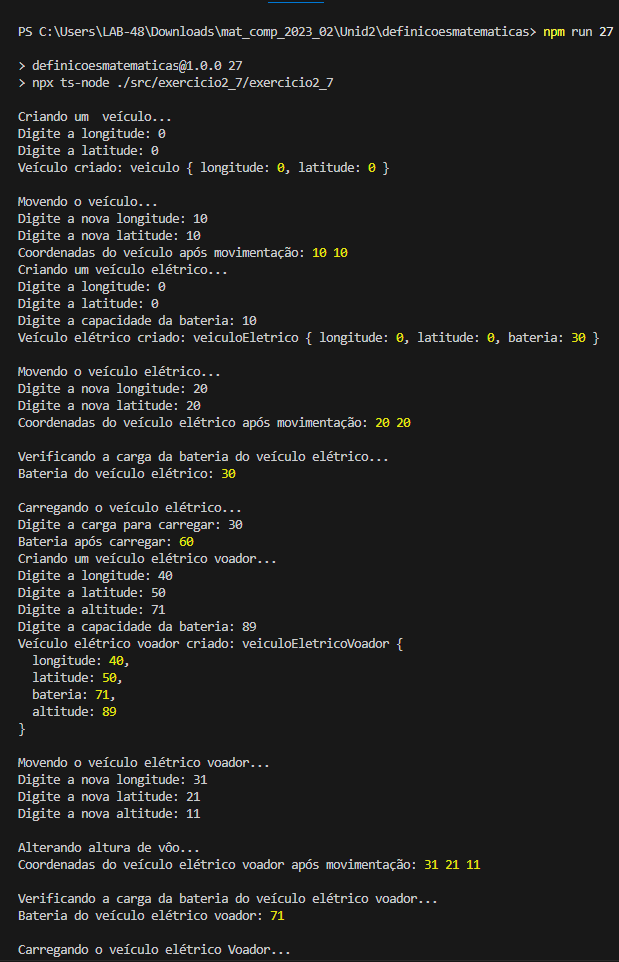 PS C:\Users\LAB-48\Downloads\mat_comp_2023_02\Unid2\definicoesmatematicas> npm run 27
> definicoesmatematicas@1.0.0 27
> npx ts-node ./src/exercicio2_7/exercicio2_7
Criando um  veículo...
Digite a longitude: 0
Digite a latitude: 0
Veículo criado: veiculo { longitude: 0, latitude: 0 }
Movendo o veículo...
Digite a nova longitude: 10
Digite a nova latitude: 10
Coordenadas do veículo após movimentação: 10 10
Criando um veículo elétrico...
Digite a longitude: 0
Digite a latitude: 0
Digite a capacidade da bateria: 10
Veículo elétrico criado: veiculoEletrico { longitude: 0, latitude: 0, bateria: 30 }
Movendo o veículo elétrico...
Digite a nova longitude: 20
Digite a nova latitude: 20
Coordenadas do veículo elétrico após movimentação: 20 20
Verificando a carga da bateria do veículo elétrico...
Bateria do veículo elétrico: 30
Carregando o veículo elétrico...
Digite a carga para carregar: 30
Bateria após carregar: 60
Criando um veículo elétrico voador...
Digite a longitude: 40
Digite a latitude: 50
Digite a altitude: 71
Digite a capacidade da bateria: 89
Veículo elétrico voador criado: veiculoEletricoVoador {
  longitude: 40,
  latitude: 50,
  bateria: 71,
  altitude: 89
}
Movendo o veículo elétrico voador...
Digite a nova longitude: 31
Digite a nova latitude: 21
Digite a nova altitude: 11
Alterando altura de vôo...
Coordenadas do veículo elétrico voador após movimentação: 31 21 11
Verificando a carga da bateria do veículo elétrico voador...
Bateria do veículo elétrico voador: 71
Carregando o veículo elétrico Voador...